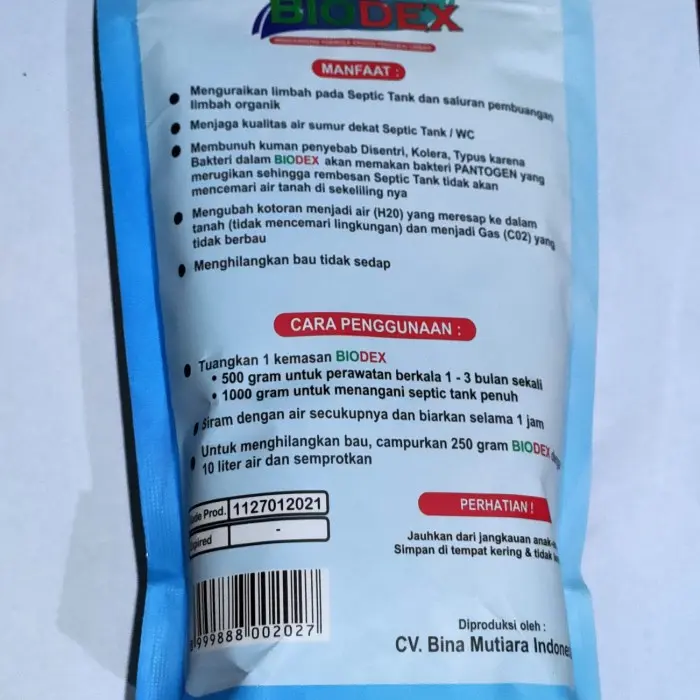 BIODEX
MANFAAT :
Menguraikan limbah pada Septic Tank dan saluran pembuangan
limbah organik
Menjaga kualitas air sumur dekat Septic Tank / WC
Membunuh kuman penyebab Disentri, Kolera, Typus karena
Bakteri dalam BIODEX akan memakan bakteri PANTOGEN yang
merugikan sehingga rembesan Septic Tank tidak akan
mencemari air tanah di sekeliling nya
Mengubah kotoran menjadi air (H20) yang meresap ke dalam
tanah (tidak mencemari lingkungan) dan menjadi Gas (C02) yang
tidak berbau
Menghilangkan bau tidak sedap
CARA PENGGUNAAN :
Tuangkan 1 kemasan BIODEX
500 gram untuk perawatan berkala 1 - 3 bulan sekali
1000 gram untuk menangani septic tank penuh
Siram dengan air secukupnya dan biarkan selama 1 jam
Untuk menghilangkan bau, campurkan 250 gram BIODEX
10 liter air dan semprotkan
Prod. 1127012021
-
PERHATIAN !
Jauhkan dari jangkauan
Simpan di tempat kering & tidak
999888 002027
Diproduksi oleh :
CV. Bina Mutiara